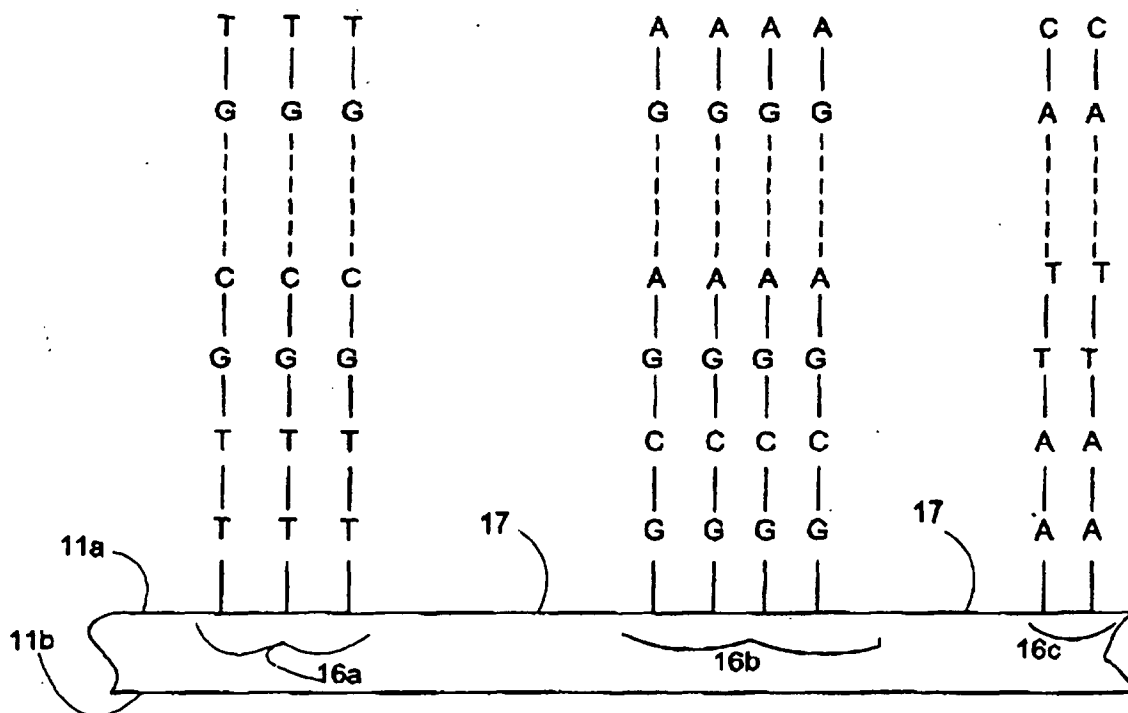 T T T A A A A C C
G G G G G G G A A
C C C A A A A T T
G G G G G G G T T
T T T C C C C A A
T T T G G G G A A
11a 17 17
11b 16a 16b 16c